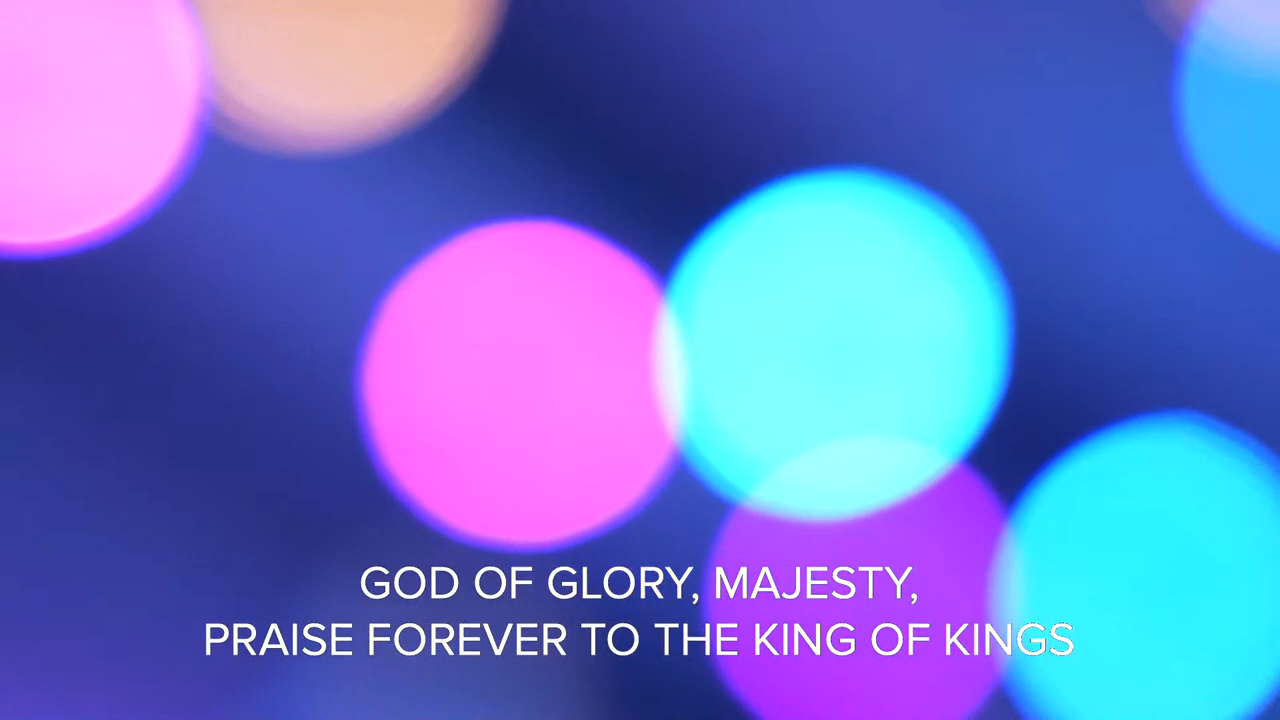 GOD OF GLORY, MAJESTY,
PRAISE FOREVER TO THE KING OF KINGS